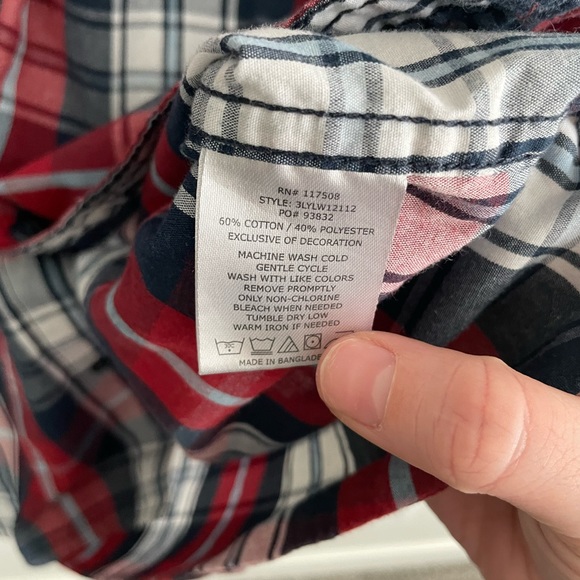 RN# 117508
STYLE: 3LYLW12112
PO# 93832
60% COTTON / 40% POLYESTER
EXCLUSIVE OF DECORATION
MACHINE WASH COLD
GENTLE CYCLE
WASH WITH LIKE COLORS
REMOVE PROMPTLY
ONLY NON-CHLORINE
BLEACH WHEN NEEDED
TUMBLE DRY LOW
WARM IRON IF NEEDED
MADE IN BANGLADE